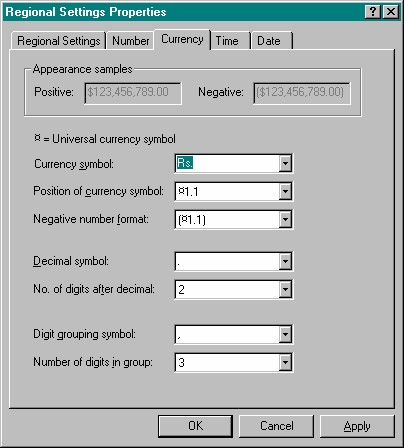 Regional Settings Properties ? ×
Regional Settings Number Currency Time Date
Appearance samples
Positive: $123,456,789.00 Negative: ($123,456,789.00)
¤ = Universal currency symbol
Currency symbol: Rs.
Position of currency symbol: ¤1.1
Negative number format: (¤1.1)
Decimal symbol: .
No. of digits after decimal: 2
Digit grouping symbol: ,
Number of digits in group: 3
OK Cancel Apply